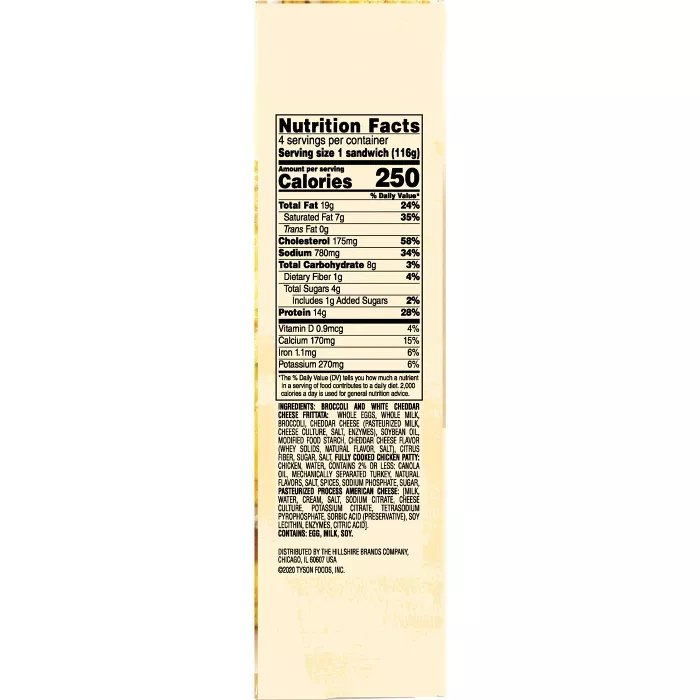 Nutrition Facts
4 servings per container
Serving size 1 sandwich (116g)
Amount per serving
Calories 250
% Daily Value*
Total Fat 19g 24%
Saturated Fat 7g 35%
Trans Fat 0g
Cholesterol 175mg 58%
Sodium 780mg 34%
Total Carbohydrate 8g 3%
Dietary Fiber 1g 4%
Total Sugars 4g
Includes 1g Added Sugars 2%
Protein 14g 28%
Vitamin D 0.9mcg 4%
Calcium 170mg 15%
Iron 1.1mg 6%
Potassium 270mg 6%
*The % Daily Value (DV) tells you how much a nutrient
in a serving of food contributes to a daily diet. 2,000
calories a day is used for general nutrition advice.
INGREDIENTS: BROCCOLI AND WHITE CHEDDAR
CHEESE FRITTATA: WHOLE EGGS, WHOLE MILK,
BROCCOLI, CHEDDAR CHEESE (PASTEURIZED MILK,
CHEESE CULTURE, SALT, ENZYMES), SOYBEAN OIL,
MODIFIED FOOD STARCH, CHEDDAR CHEESE FLAVOR
(WHEY SOLIDS, NATURAL FLAVOR, SALT), CITRUS
FIBER, SUGAR, SALT, FULLY COOKED CHICKEN PATTY:
CHICKEN, WATER, CONTAINS 2% OR LESS: CANOLA
OIL, MECHANICALLY SEPARATED TURKEY, NATURAL
FLAVORS, SALT, SPICES, SODIUM PHOSPHATE, SUGAR,
PASTEURIZED PROCESS AMERICAN CHEESE: [MILK,
WATER, CREAM, SALT, SODIUM CITRATE, CHEESE
CULTURE, POTASSIUM CITRATE, TETRASODIUM
PYROPHOSPHATE, SORBIC ACID (PRESERVATIVE), SOY
LECITHIN, ENZYMES, CITRIC ACID].
CONTAINS: EGG, MILK, SOY.
DISTRIBUTED BY THE HILLSHIRE BRANDS COMPANY,
CHICAGO, IL 60607 USA
©2020 TYSON FOODS, INC.